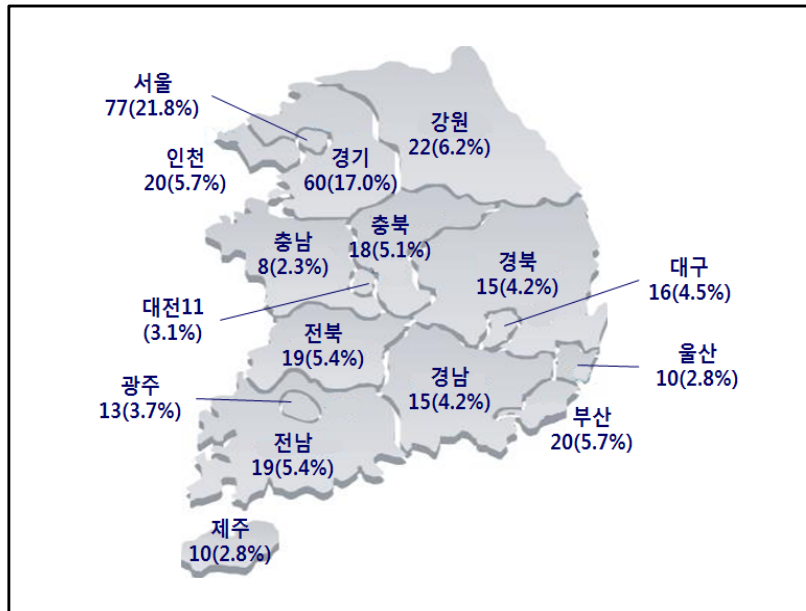 서울
77(21.8%)
강원
22(6.2%)
인천
20(5.7%)
경기
60(17.0%)
충북
18(5.1%)
충남
8(2.3%)
경북
15(4.2%)
대구
16(4.5%)
대전11
(3.1%)
전북
19(5.4%)
울산
10(2.8%)
광주
13(3.7%)
경남
15(4.2%)
부산
20(5.7%)
전남
19(5.4%)
제주
10(2.8%)